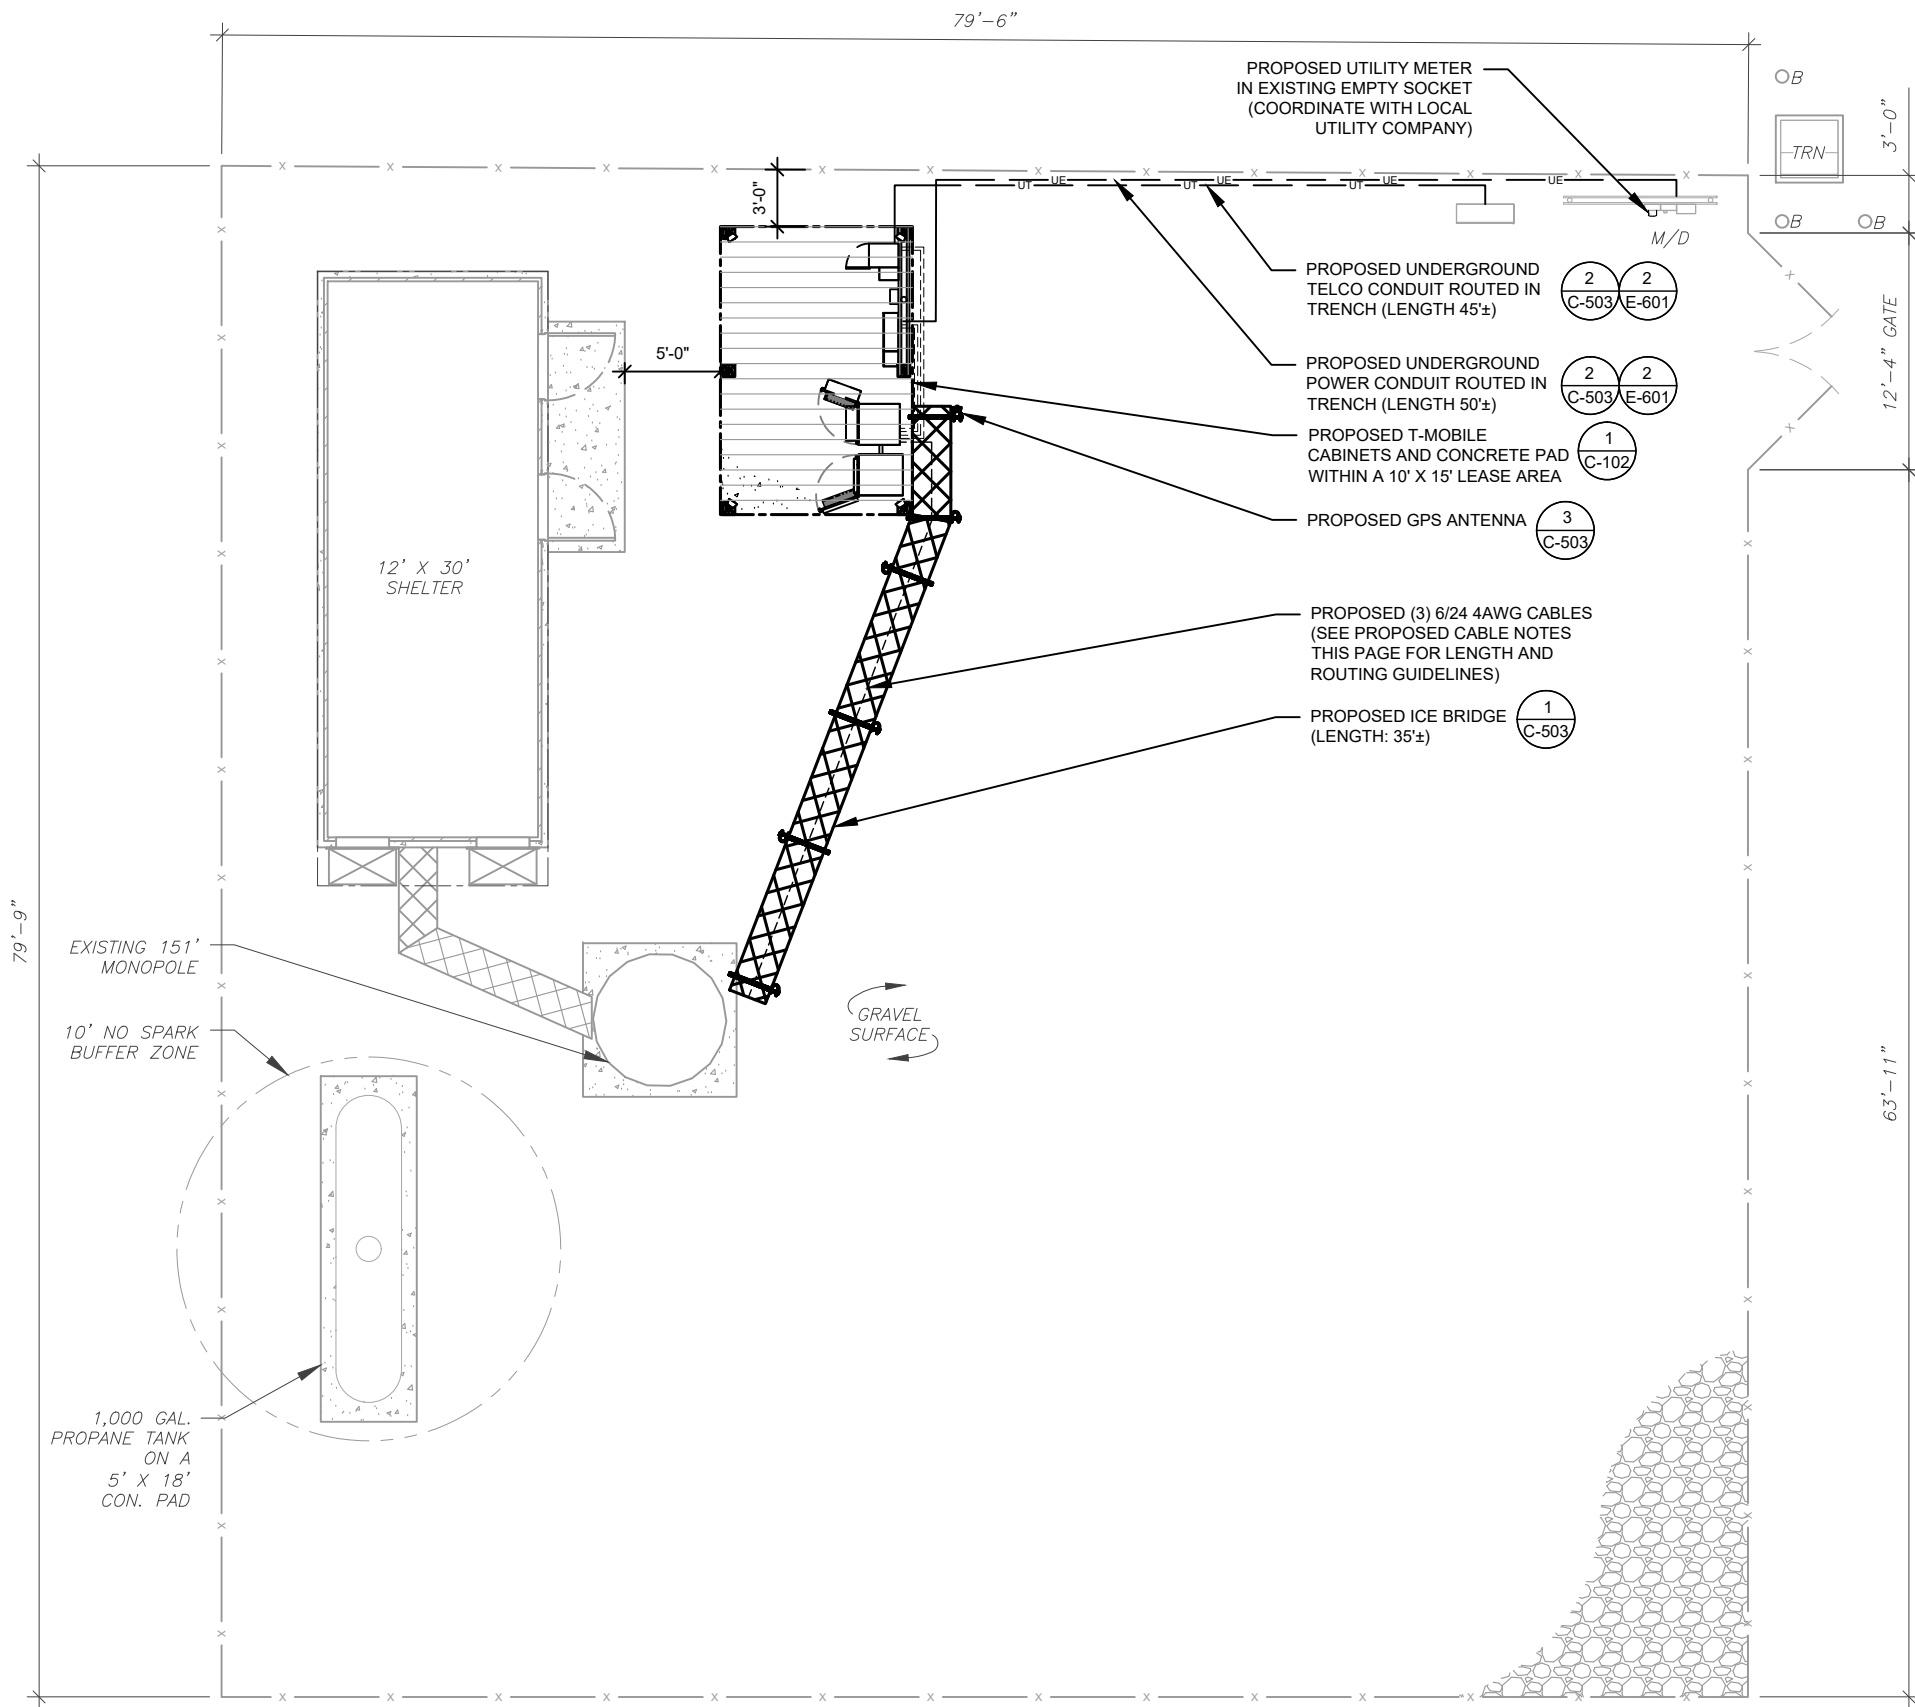 79'-6"
PROPOSED UTILITY METER
IN EXISTING EMPTY SOCKET
(COORDINATE WITH LOCAL
UTILITY COMPANY)
B
TRN
3'-0"
3'-0"
UE UE UE UE
UT UT UT
B B
M/D
PROPOSED UNDERGROUND
TELCO CONDUIT ROUTED IN
TRENCH (LENGTH 45'±)
2 2
C-503 E-601
12'-4" GATE
5'-0"
PROPOSED UNDERGROUND
POWER CONDUIT ROUTED IN
TRENCH (LENGTH 50'±)
2 2
C-503 E-601
PROPOSED T-MOBILE
CABINETS AND CONCRETE PAD
WITHIN A 10' X 15' LEASE AREA
1
C-102
PROPOSED GPS ANTENNA
3
C-503
12' X 30'
SHELTER
PROPOSED (3) 6/24 4AWG CABLES
(SEE PROPOSED CABLE NOTES
THIS PAGE FOR LENGTH AND
ROUTING GUIDELINES)
PROPOSED ICE BRIDGE
(LENGTH: 35'±)
1
C-503
79'-9"
EXISTING 151'
MONOPOLE
GRAVEL
SURFACE
10' NO SPARK
BUFFER ZONE
63'-11"
1,000 GAL.
PROPANE TANK
ON A
5' X 18'
CON. PAD